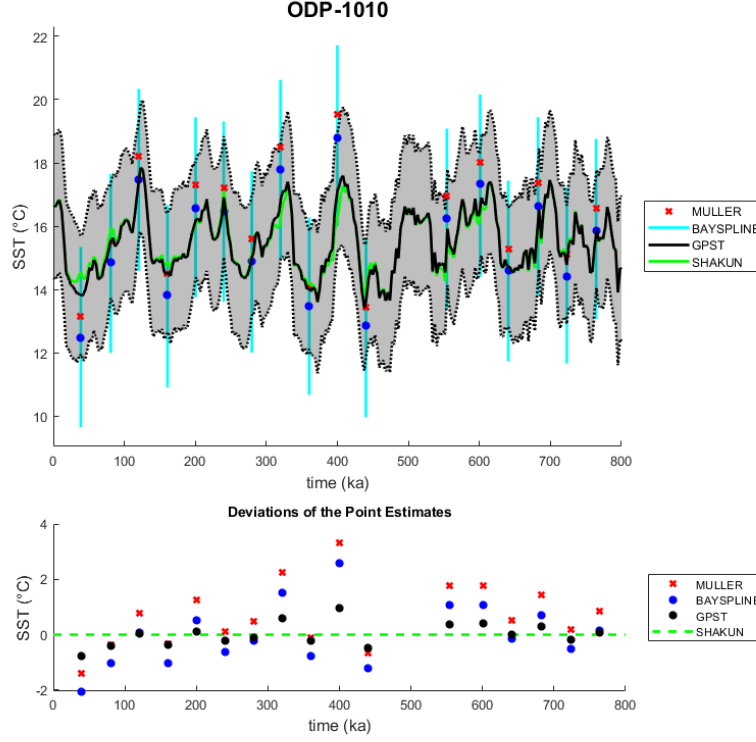 ODP-1010
22
20
18
16
14
12
10
SST (°C)
0 100 200 300 400 500 600 700 800
time (ka)
MULLER
BAYSPLINE
GPST
SHAKUN
Deviations of the Point Estimates
4
2
0
-2
SST (°C)
0 100 200 300 400 500 600 700 800
time (ka)
MULLER
BAYSPLINE
GPST
SHAKUN